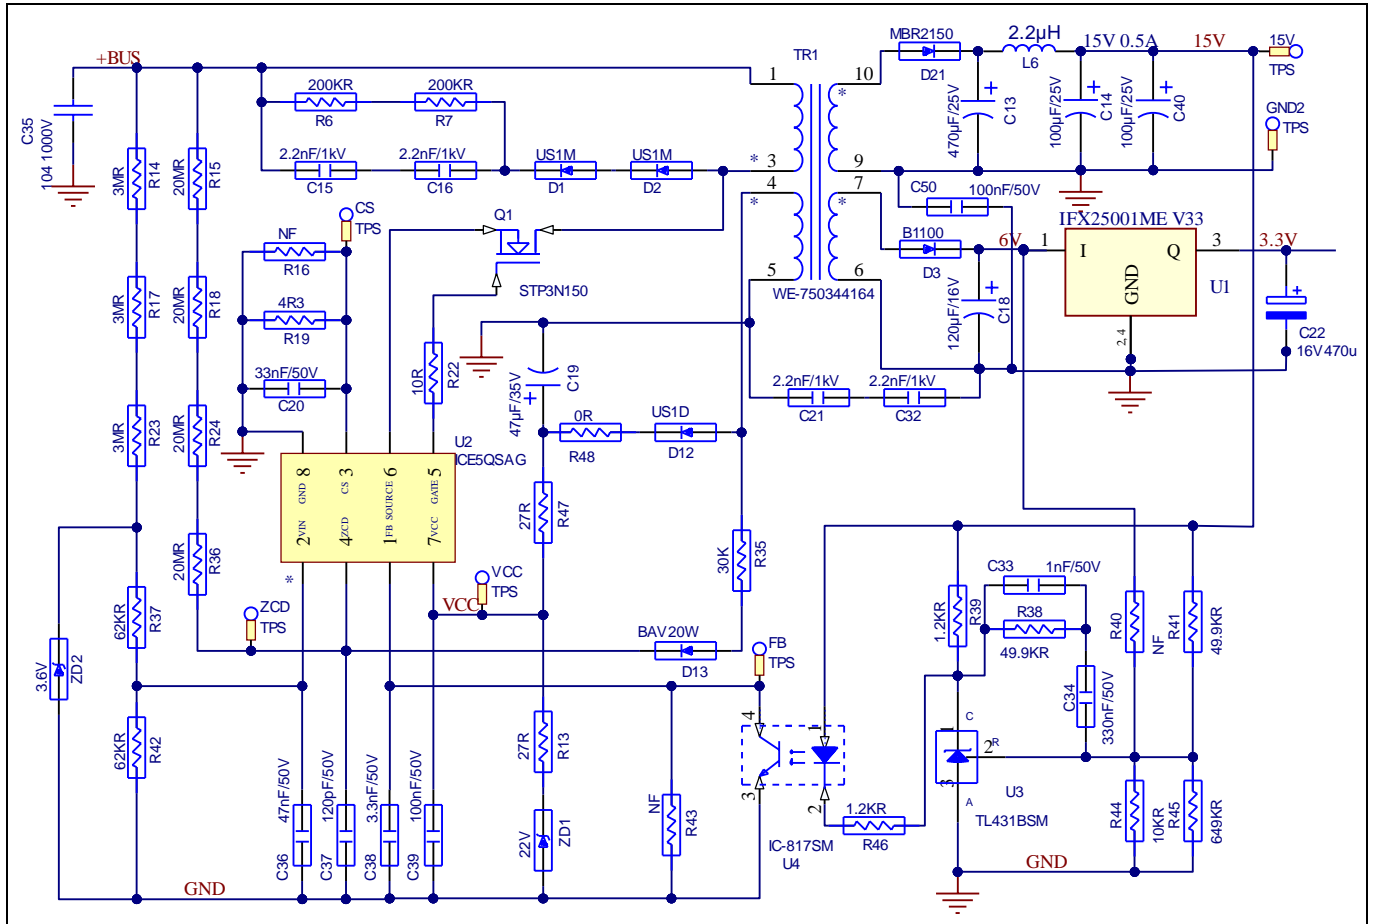 +BUS
C35
104 1000V
3MR
R14
20MR
R15
200KR
R6
200KR
R7
2.2nF/1kV
C15
2.2nF/1kV
C16
US1M
D1
US1M
D2
TR1
1
*
3
4
*
5
10
*
9
7
*
6
WE-750344164
MBR2150
D21
2.2µH
L6
15V 0.5A
15V
15V
TPS
470µF/25V
C13
100µF/25V
C14
100µF/25V
C40
GND2
TPS
C50
100nF/50V
IFX25001ME V33
6V
1
I
GND
Q
3
2, 4
U1
3.3V
C22
16V470u
B1100
D3
120µF/16V
C18
CS
TPS
NF
R16
4R3
R19
33nF/50V
C20
Q1
STP3N150
3MR
R17
20MR
R18
10R
R22
47µF/35V
C19
2.2nF/1kV
C21
2.2nF/1kV
C32
3MR
R23
20MR
R24
0R
R48
US1D
D12
U2
ICE5QSAG
8
GND
3
CS
6
SOURCE
5
GATE
2
VIN
4
ZCD
1
FB
7
VCC
*
27R
R47
20MR
R36
30K
R35
VCC
VCC
TPS
ZCD
TPS
62KR
R37
3.6V
ZD2
BAV20W
D13
FB
TPS
62KR
R42
47nF/50V
C36
120pF/50V
C37
3.3nF/50V
C38
100nF/50V
C39
27R
R13
22V
ZD1
NF
R43
4
3
1
2
IC-817SM
U4
1.2KR
R46
1.2KR
R39
C33
1nF/50V
R38
49.9KR
C34
330nF/50V
R40
NF
R41
49.9KR
C
1
2
R
3
A
U3
TL431BSM
R44
10KR
R45
649KR
GND
GND